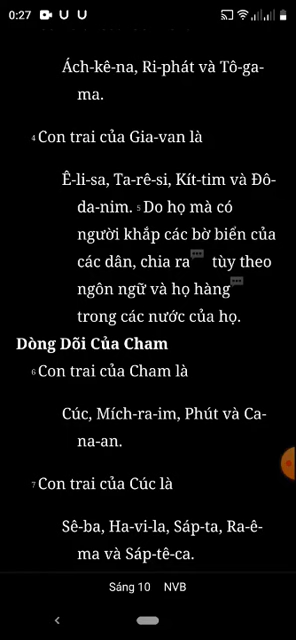 0:27
Ách-kê-na, Ri-phát và Tô-ga-
ma.
4 Con trai của Gia-van là
Ê-li-sa, Ta-rê-si, Kít-tim và Đô-
da-nim. 5 Do họ mà có
người khắp các bờ biển của
các dân, chia ra tùy theo
ngôn ngữ và họ hàng
trong các nước của họ.
Dòng Dõi Của Cham
6 Con trai của Cham là
Cúc, Mích-ra-im, Phút và Ca-
na-an.
7 Con trai của Cúc là
Sê-ba, Ha-vi-la, Sáp-ta, Ra-ê-
ma và Sáp-tê-ca.
Sáng 10 NVB